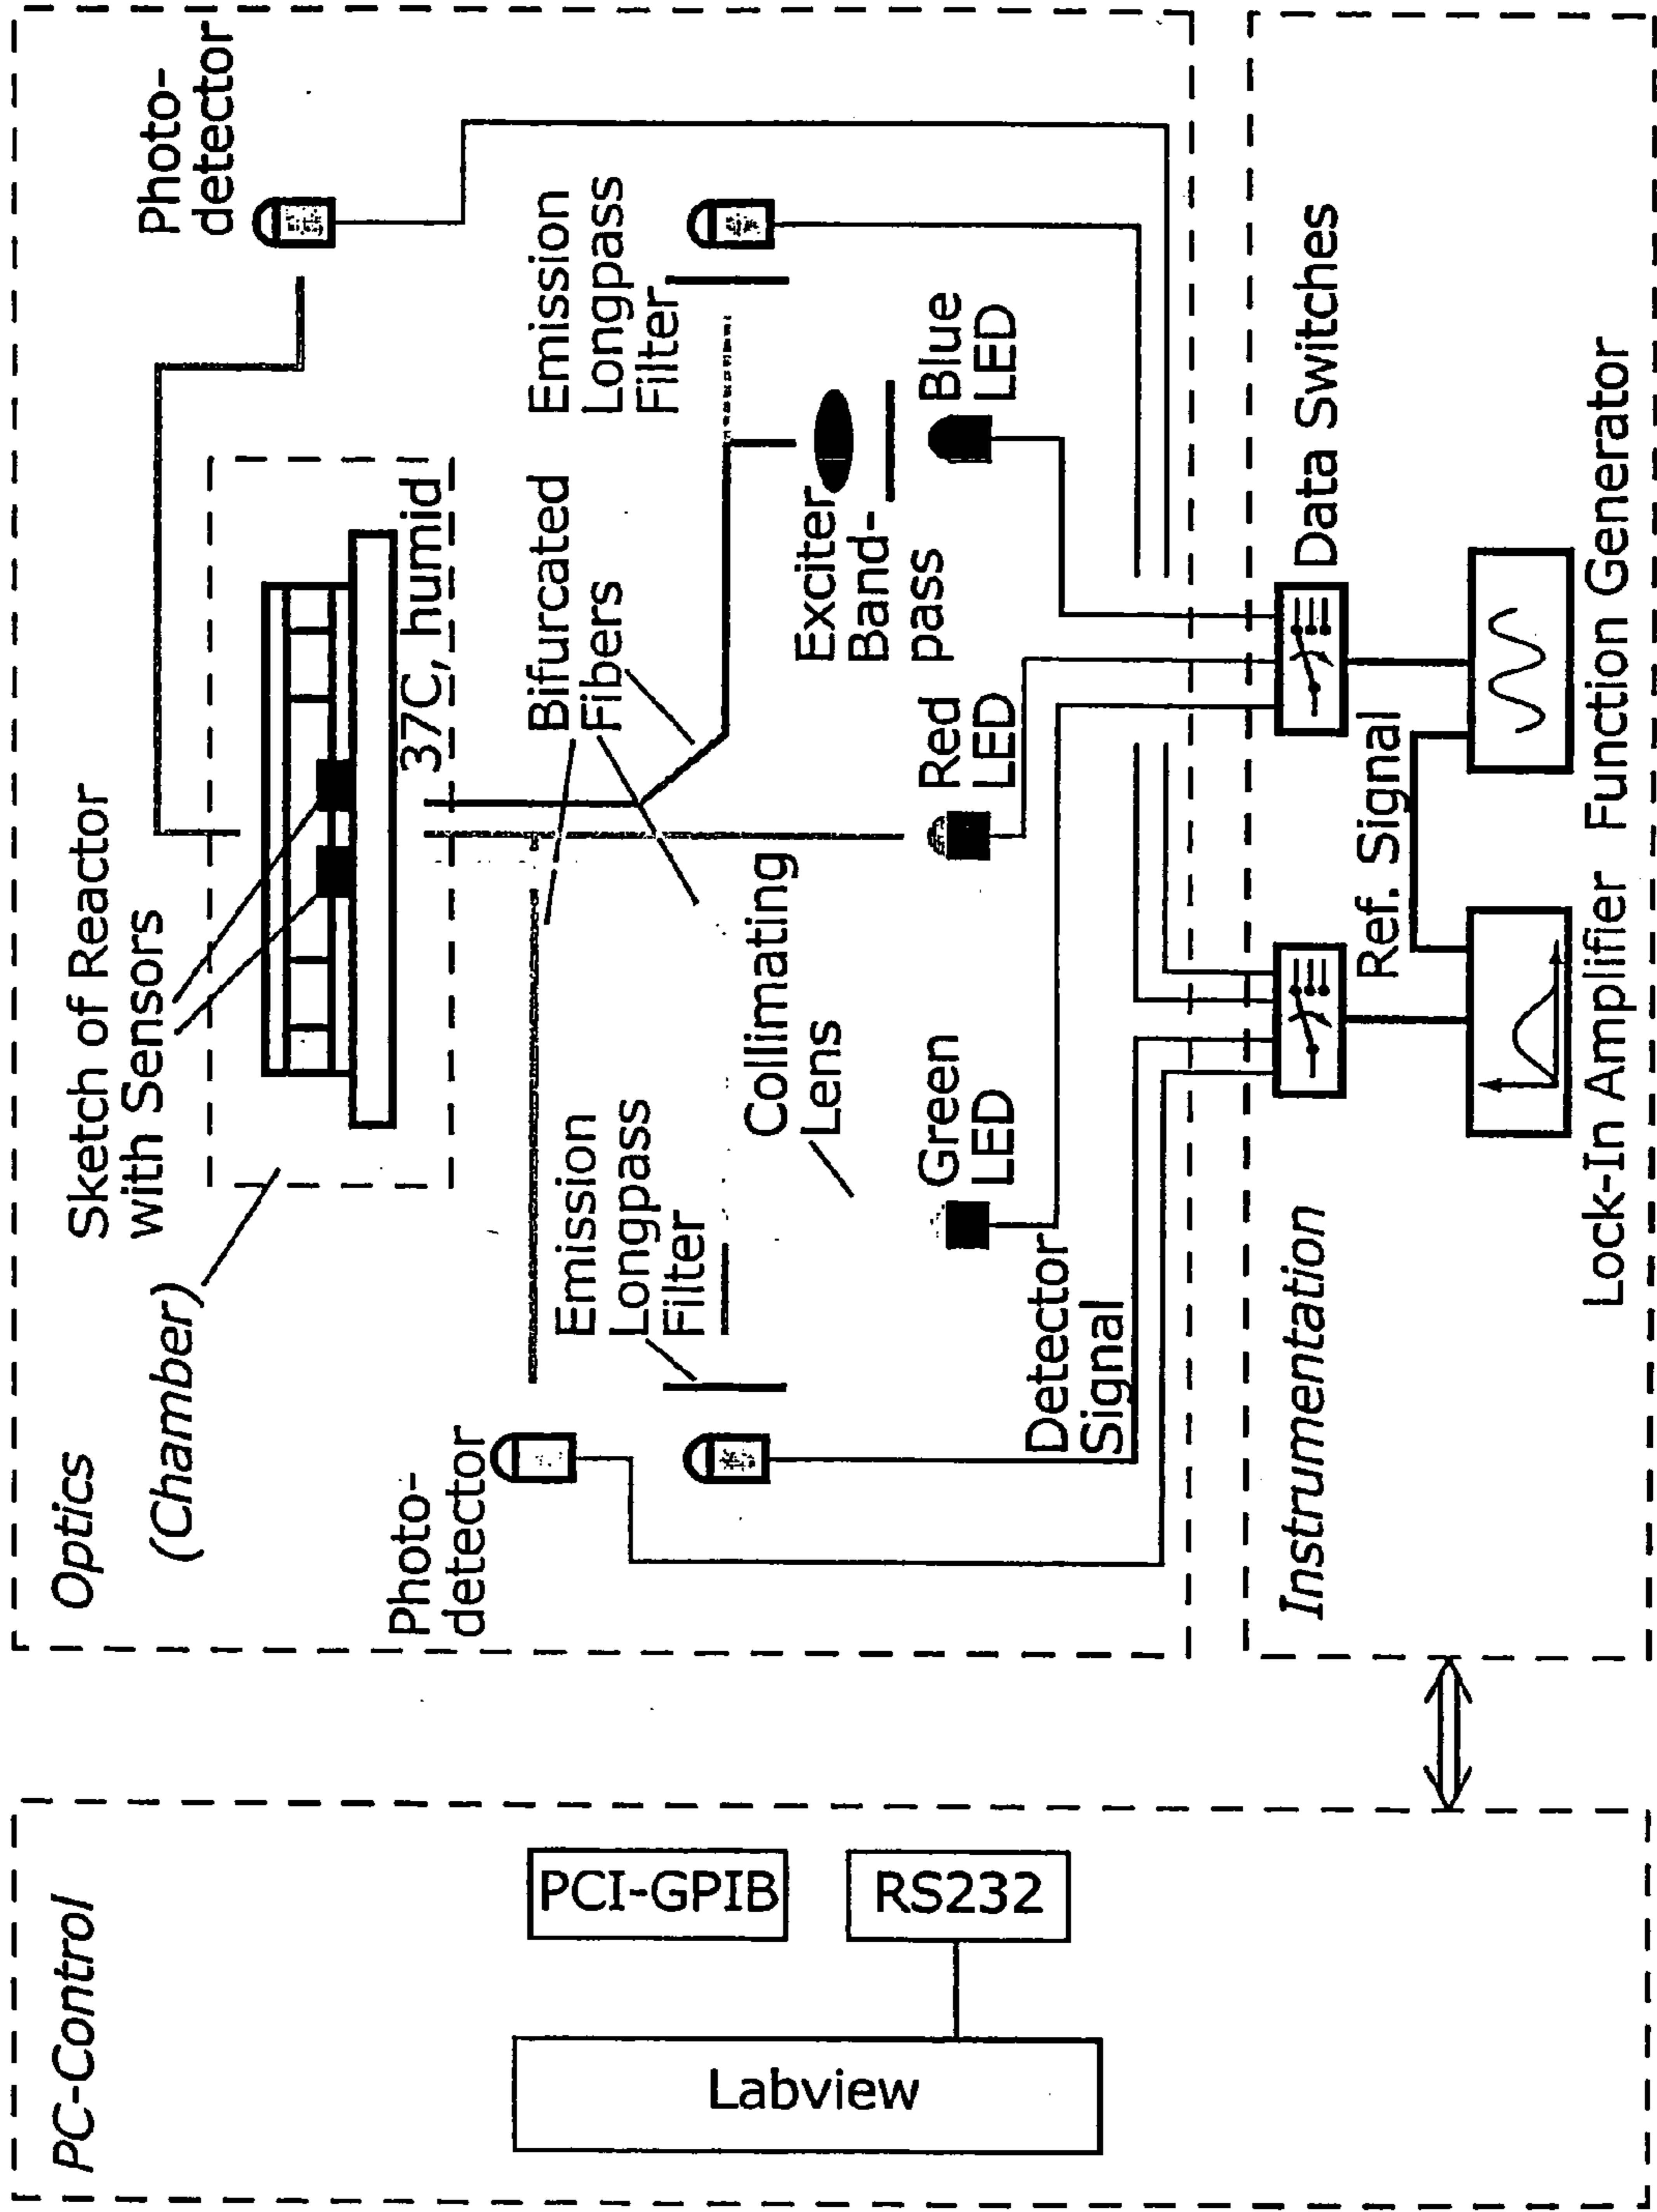 PC-Control
Labview
PCI-GPIB
RS232
Optics
(Chamber)
Sketch of Reactor
with Sensors
37C, humid
Photo-
detector
Photo-
detector
Emission
Longpass
Filter
Bifurcated
Fibers
Emission
Longpass
Filter
Collimating
Lens
Exciter
Band-
pass
Green
LED
Red
LED
Blue
LED
Detector
Signal
Instrumentation
Data Switches
Ref. Signal
Lock-In Amplifier
Function Generator